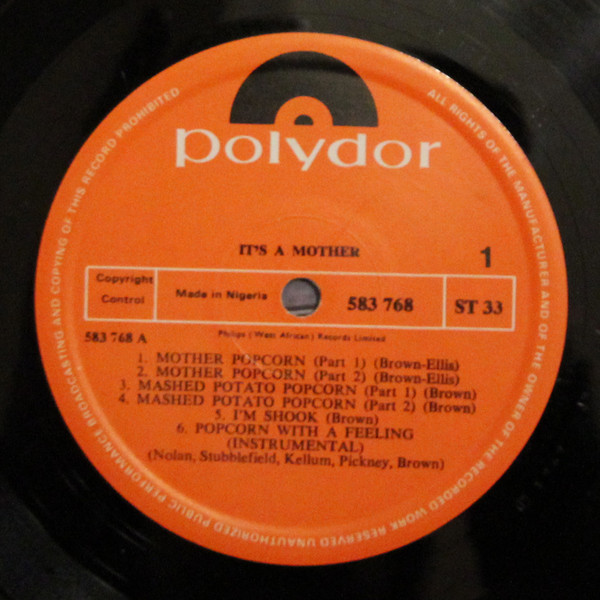 polydor
IT'S A MOTHER
1
Copyright
Control
Made in Nigeria
583 768
ST 33
583 768 A
Philips (West African) Records Limited
1. MOTHER POPCORN (Part 1) (Brown-Ellis)
2. MOTHER POPCORN (Part 2) (Brown-Ellis)
3. MASHED POTATO POPCORN (Part 1) (Brown)
4. MASHED POTATO POPCORN (Part 2) (Brown)
5. I'M SHOOK (Brown)
6. POPCORN WITH A FEELING
(INSTRUMENTAL)
(Nolan, Stubblefield, Kellum, Pickney, Brown)
ALL RIGHTS OF THE MANUFACTURER AND OF THE OWNER OF THE RECORDED WORK RESERVED UNAUTHORIZED PUBLIC PERFORMANCE BROADCASTING AND COPYING OF THIS RECORD PROHIBITED